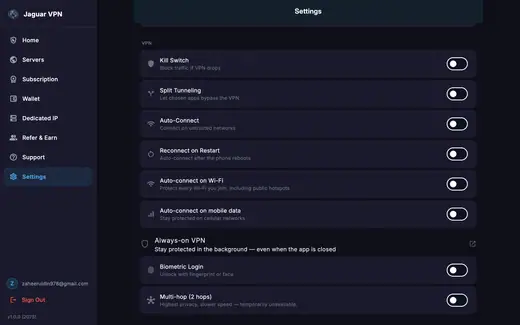 Jaguar VPN
Home
Servers
Subscription
Wallet
Dedicated IP
Refer & Earn
Support
Settings
zaheeruddin978@gmail.com
Sign Out
Settings
VPN
Kill Switch
Block traffic if VPN drops
Split Tunneling
Let chosen apps bypass the VPN
Auto-Connect
Connect on untrusted networks
Reconnect on Restart
Auto-connect after the phone reboots
Auto-connect on Wi-Fi
Protect every Wi-Fi you join, including public hotspots
Auto-connect on mobile data
Stay protected on cellular networks
Always-on VPN
Stay protected in the background — even when the app is closed
Biometric Login
Unlock with fingerprint or face
Multi-hop (2 hops)
Highest privacy, slower speed — temporarily unavailable